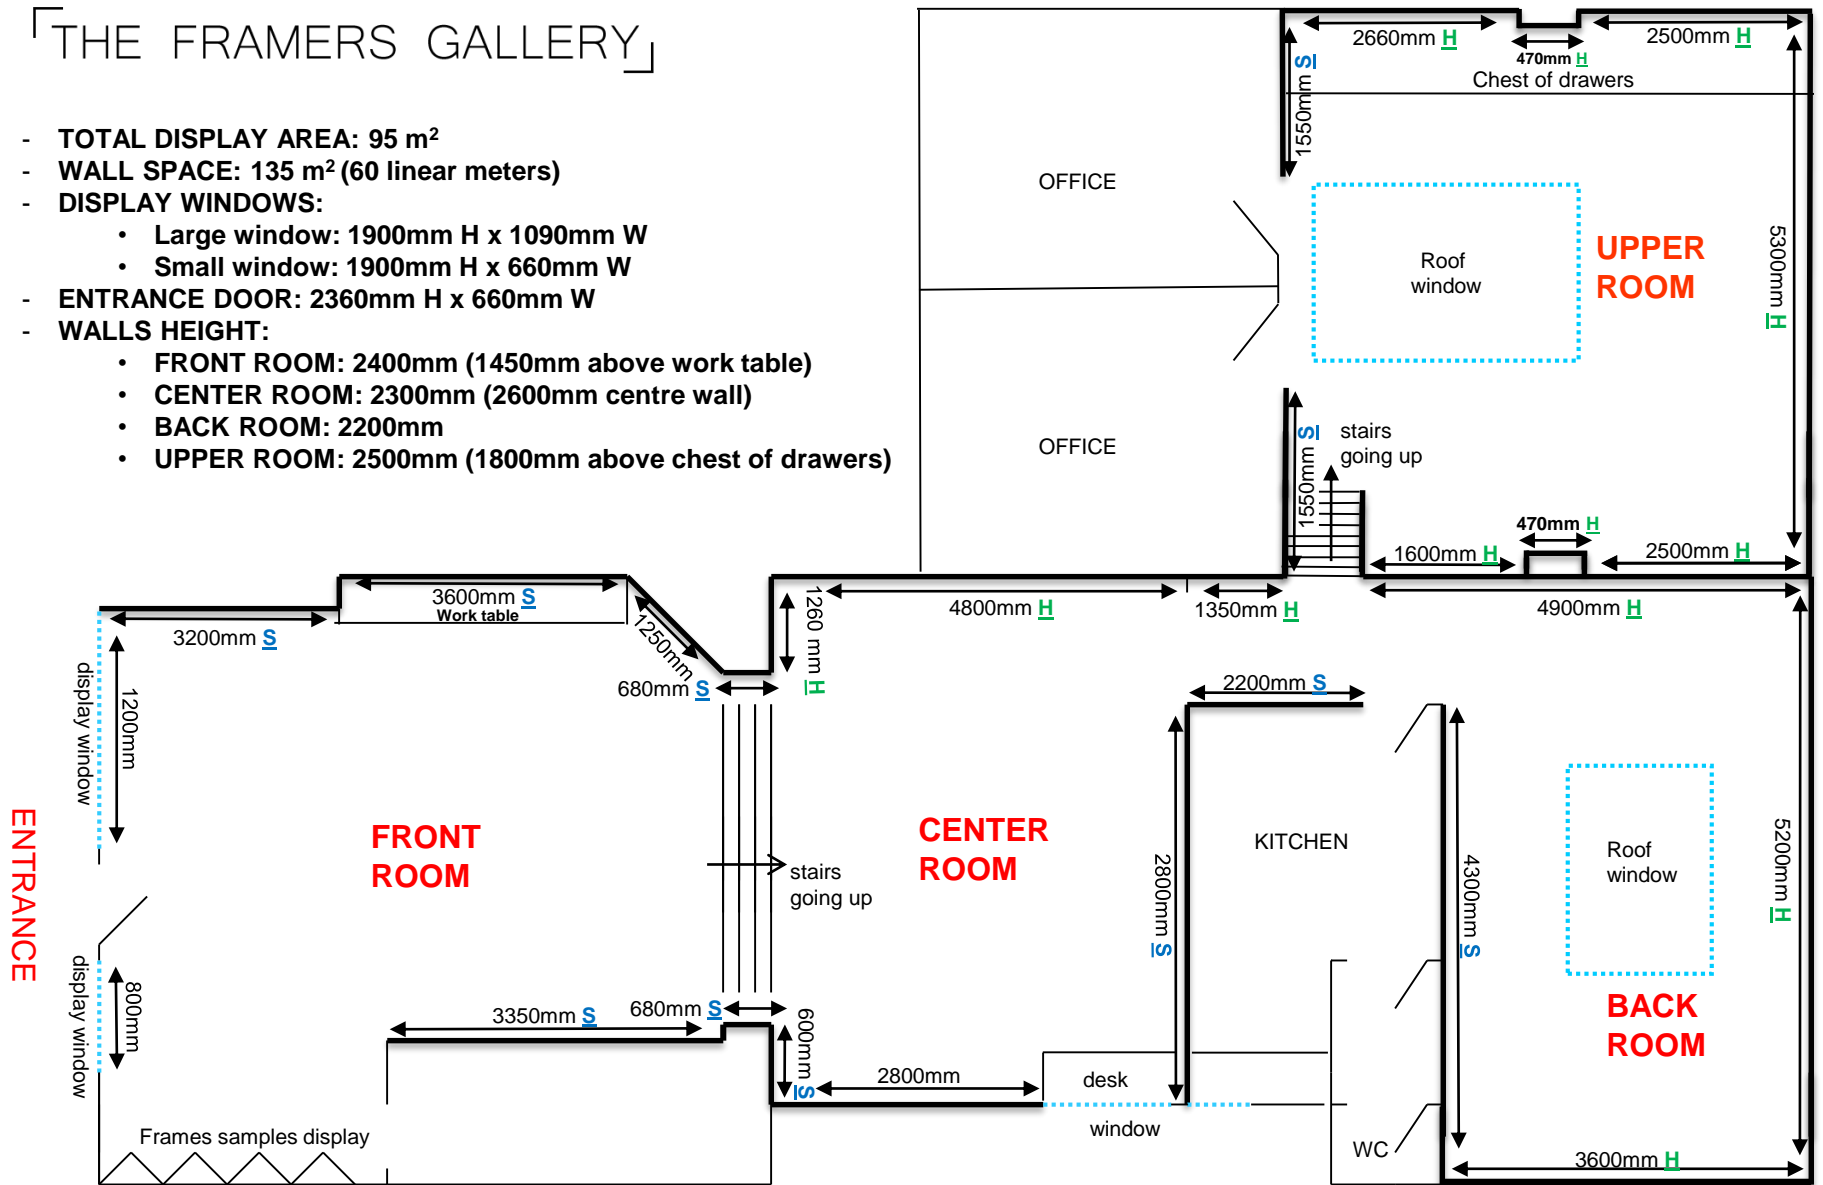 THE FRAMERS GALLERY
- TOTAL DISPLAY AREA: 95 m²
- WALL SPACE: 135 m² (60 linear meters)
- DISPLAY WINDOWS:
• Large window: 1900mm H x 1090mm W
• Small window: 1900mm H x 660mm W
- ENTRANCE DOOR: 2360mm H x 660mm W
- WALLS HEIGHT:
• FRONT ROOM: 2400mm (1450mm above work table)
• CENTER ROOM: 2300mm (2600mm centre wall)
• BACK ROOM: 2200mm
• UPPER ROOM: 2500mm (1800mm above chest of drawers)
2660mm H
470mm H
2500mm H
Chest of drawers
1550mm S
OFFICE
Roof
window
UPPER
ROOM
5300mm H
OFFICE
1550mm S
stairs
going up
470mm H
1600mm H
2500mm H
3600mm S
Work table
3200mm S
1250mm
680mm S
1260 mm H
4800mm H
1350mm H
4900mm H
2200mm S
display window
1200mm
ENTRANCE
FRONT
ROOM
stairs
going up
CENTER
ROOM
2800mm S
KITCHEN
4300mm S
Roof
window
5200mm H
BACK
ROOM
display window
800mm
3350mm S
680mm S
600mm S
2800mm
desk
window
Frames samples display
WC
3600mm H